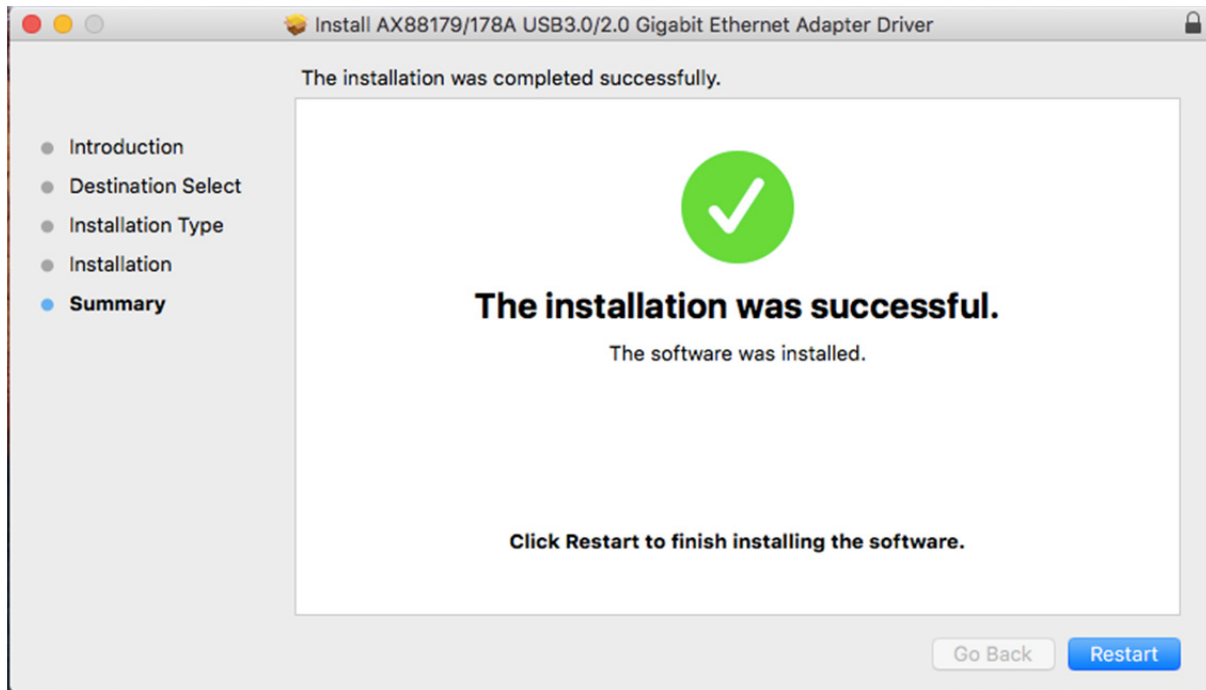 Install AX88179/178A USB3.0/2.0 Gigabit Ethernet Adapter Driver
The installation was completed successfully.
Introduction
Destination Select
Installation Type
Installation
Summary
The installation was successful.
The software was installed.
Click Restart to finish installing the software.
Go Back
Restart